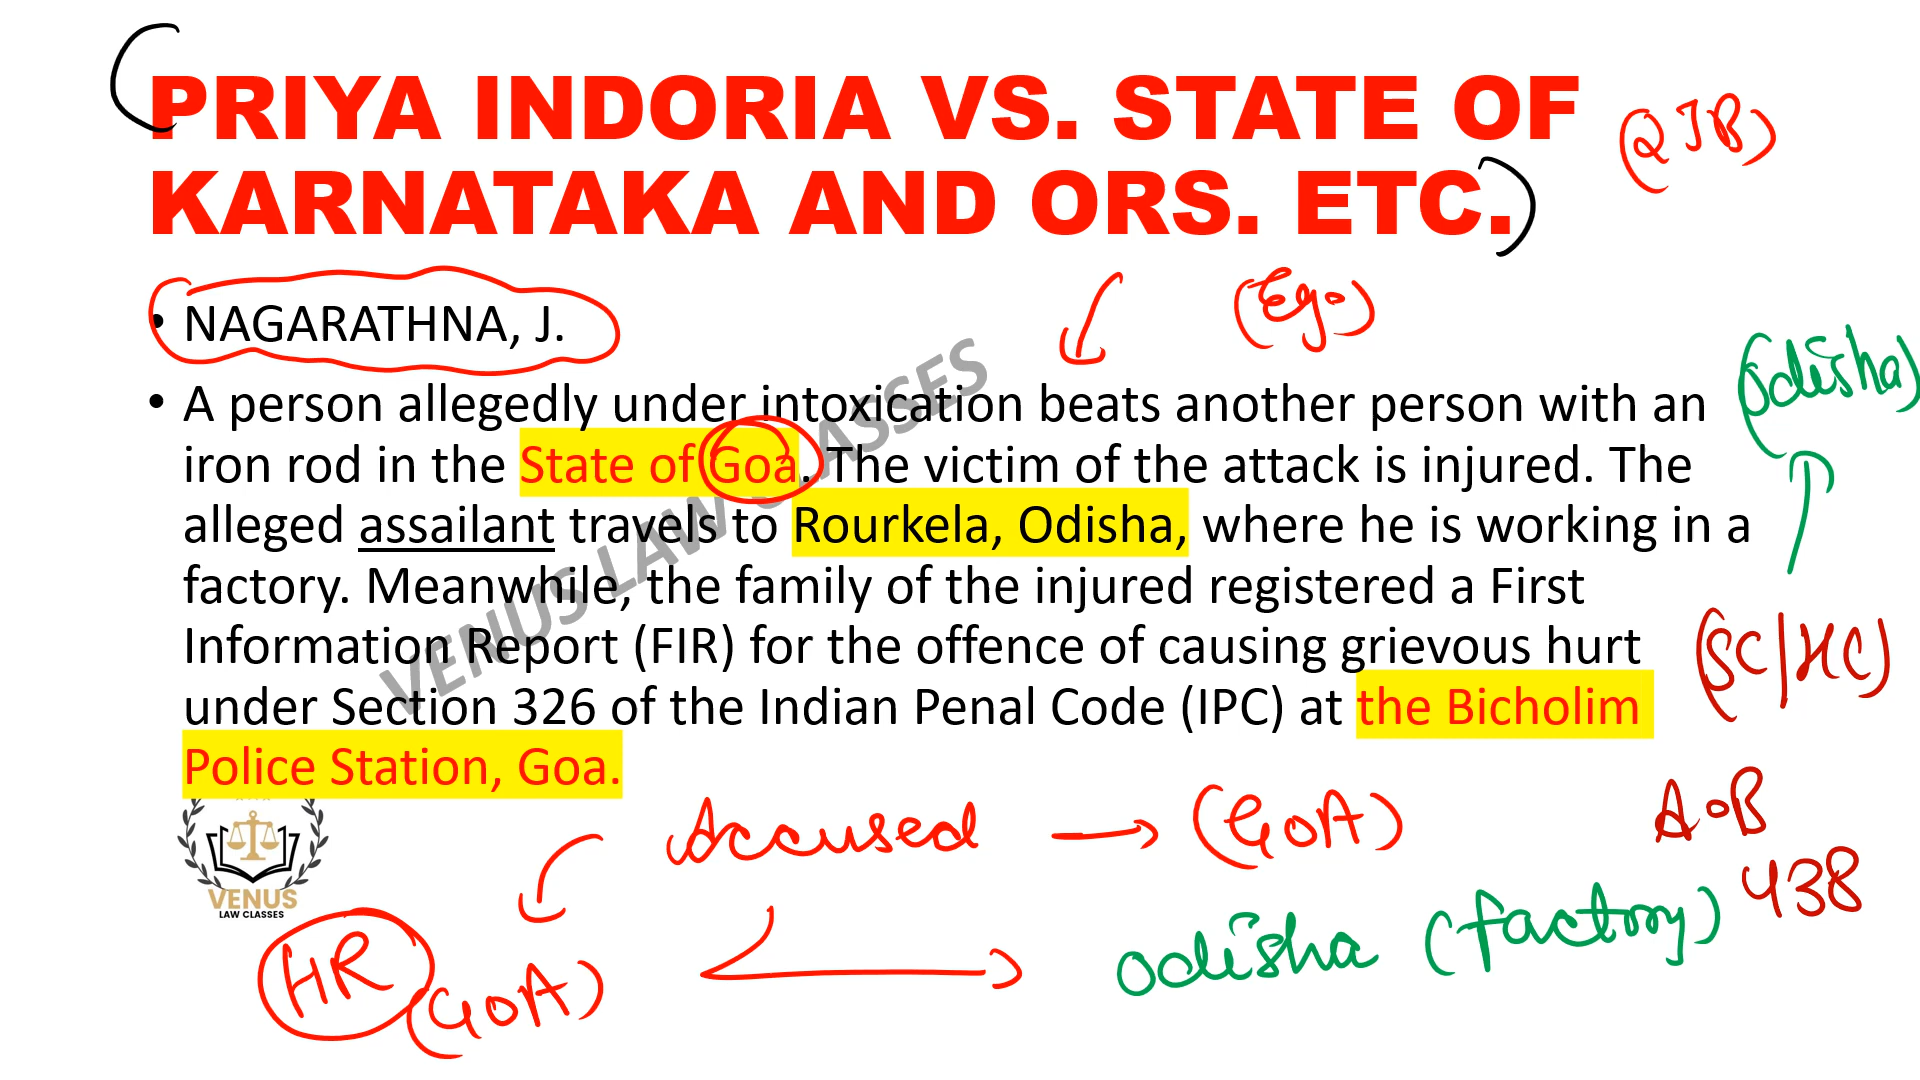 PRIYA INDORIA VS. STATE OF
KARNATAKA AND ORS. ETC.
(2JB)
• NAGARATHNA, J.
(Ego)
(Odisha)
• A person allegedly under intoxication beats another person with an
iron rod in the State of Goa. The victim of the attack is injured. The
alleged assailant travels to Rourkela, Odisha, where he is working in a
factory. Meanwhile, the family of the injured registered a First
Information Report (FIR) for the offence of causing grievous hurt
under Section 326 of the Indian Penal Code (IPC) at the Bicholim
Police Station, Goa.
(SC/HC)
VENUS LAW CLASSES
Accused → (GOA)
A.B
438
VENUS
LAW CLASSES
HR (GOA)
Odisha (factory)